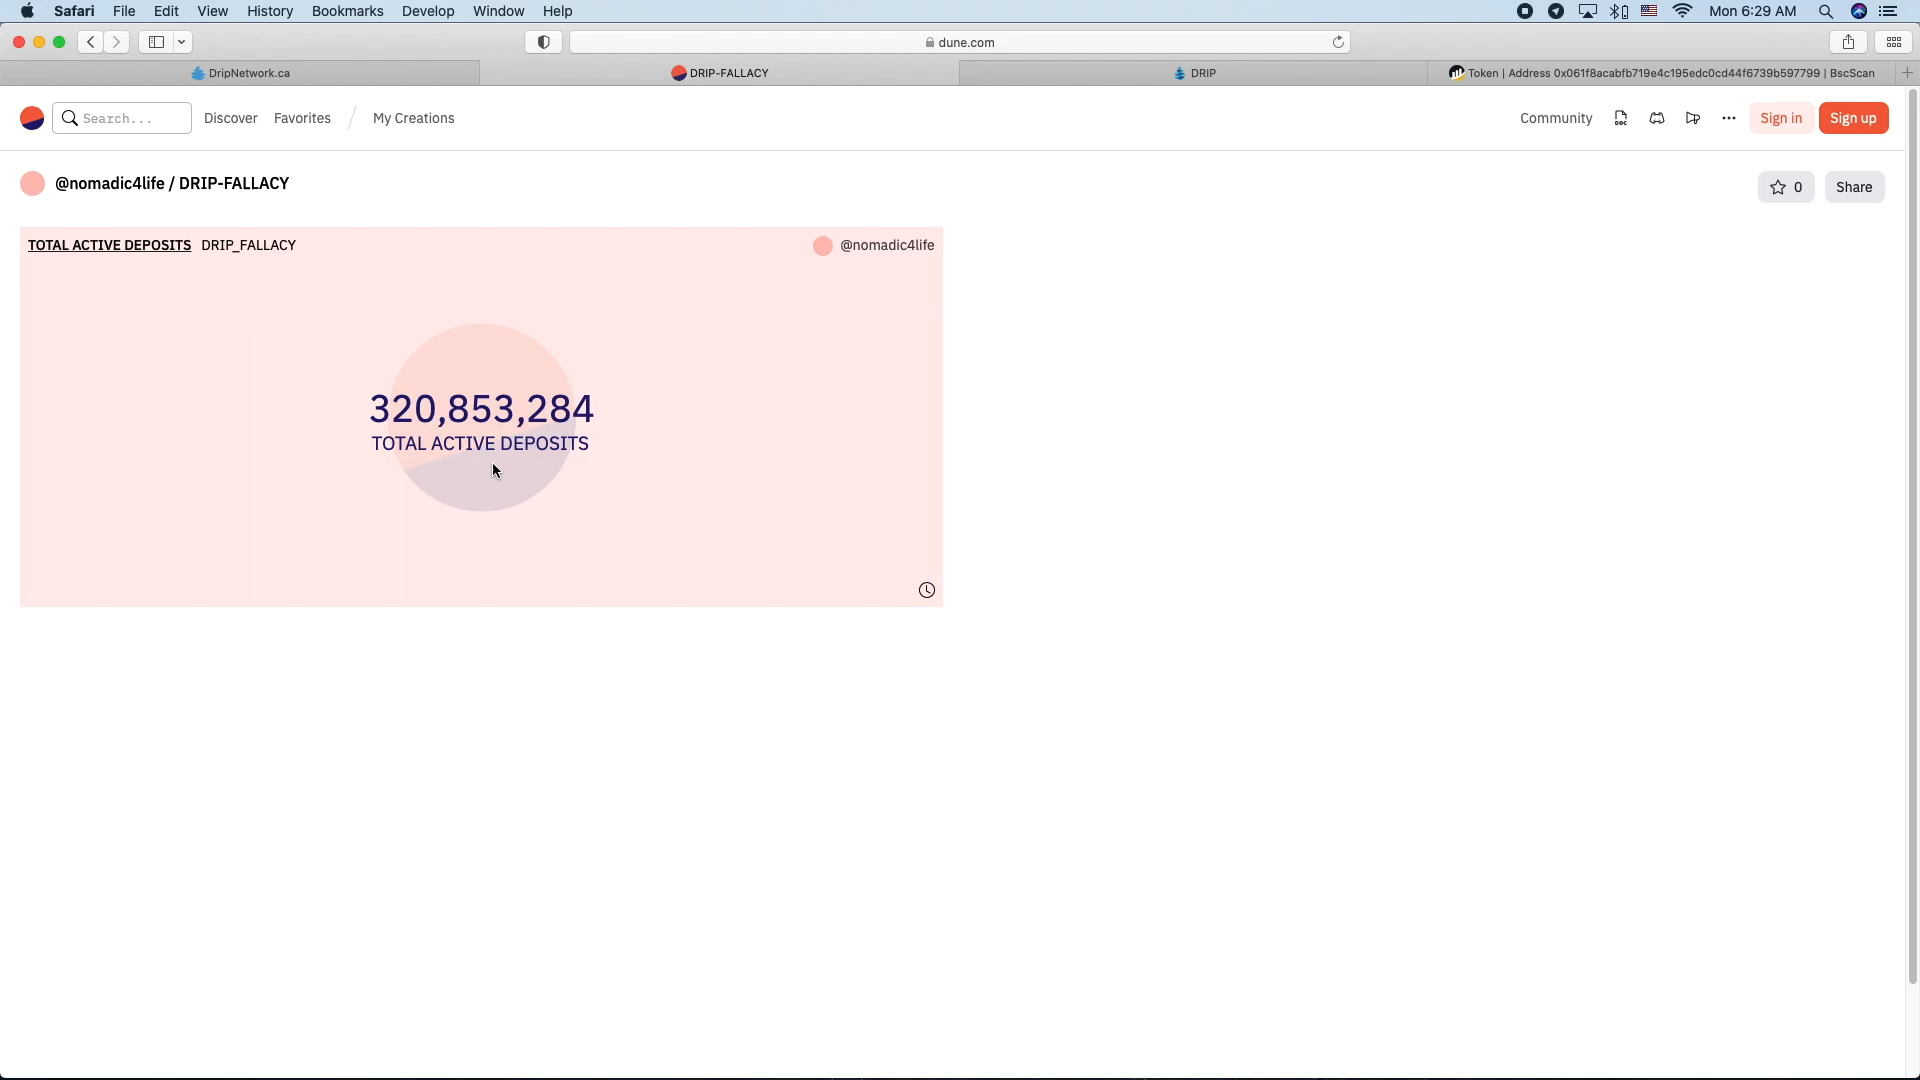 Safari File Edit View History Bookmarks Develop Window Help Mon 6:29 AM
dune.com
DripNetwork.ca DRIP-FALLACY DRIP Token | Address 0x061f8acabfb719e4c195edc0cd44f6739b597799 | BscScan
Search... Discover Favorites My Creations Community DOC Sign in Sign up
@nomadic4life / DRIP-FALLACY 0 Share
TOTAL ACTIVE DEPOSITS DRIP_FALLACY @nomadic4life
320,853,284
TOTAL ACTIVE DEPOSITS